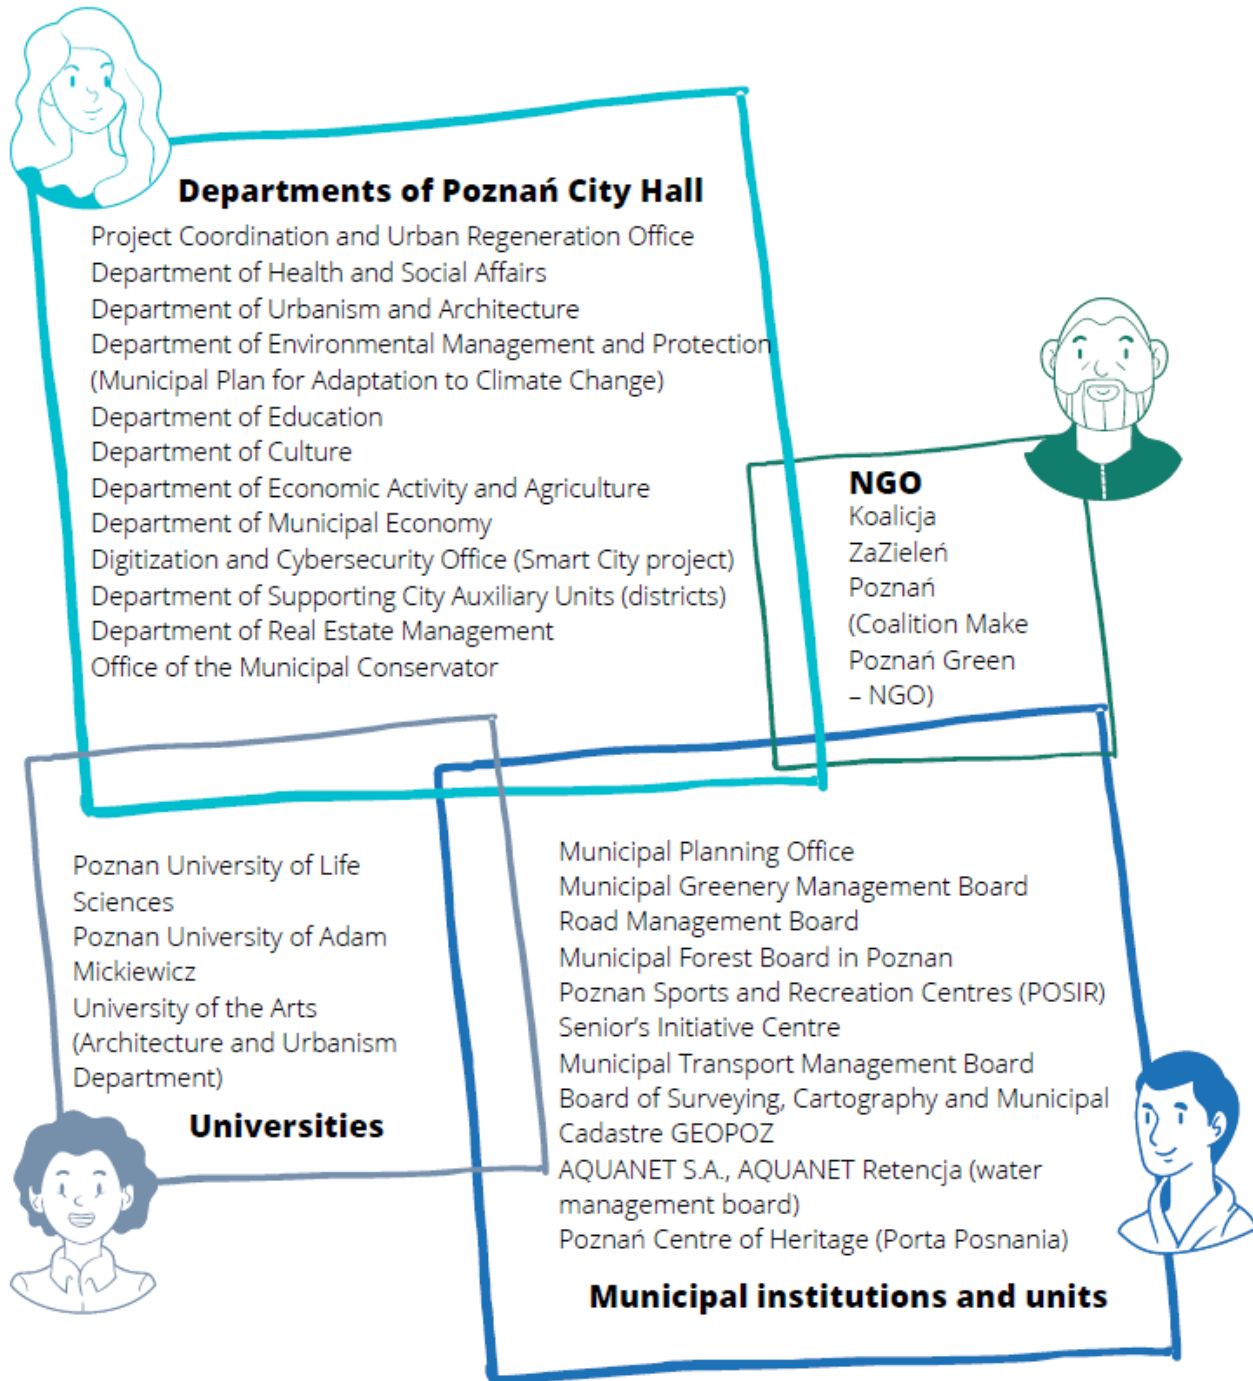 Departments of Poznań City Hall
Project Coordination and Urban Regeneration Office
Department of Health and Social Affairs
Department of Urbanism and Architecture
Department of Environmental Management and Protection
(Municipal Plan for Adaptation to Climate Change)
Department of Education
Department of Culture
Department of Economic Activity and Agriculture
Department of Municipal Economy
Digitization and Cybersecurity Office (Smart City project)
Department of Supporting City Auxiliary Units (districts)
Department of Real Estate Management
Office of the Municipal Conservator
NGO
Koalicja
ZaZieleń
Poznań
(Coalition Make
Poznań Green
– NGO)
Poznan University of Life
Sciences
Poznan University of Adam
Mickiewicz
University of the Arts
(Architecture and Urbanism
Department)
Universities
Municipal Planning Office
Municipal Greenery Management Board
Road Management Board
Municipal Forest Board in Poznan
Poznan Sports and Recreation Centres (POSIR)
Senior’s Initiative Centre
Municipal Transport Management Board
Board of Surveying, Cartography and Municipal
Cadastre GEOPOZ
AQUANET S.A., AQUANET Retencja (water
management board)
Poznań Centre of Heritage (Porta Posnania)
Municipal institutions and units